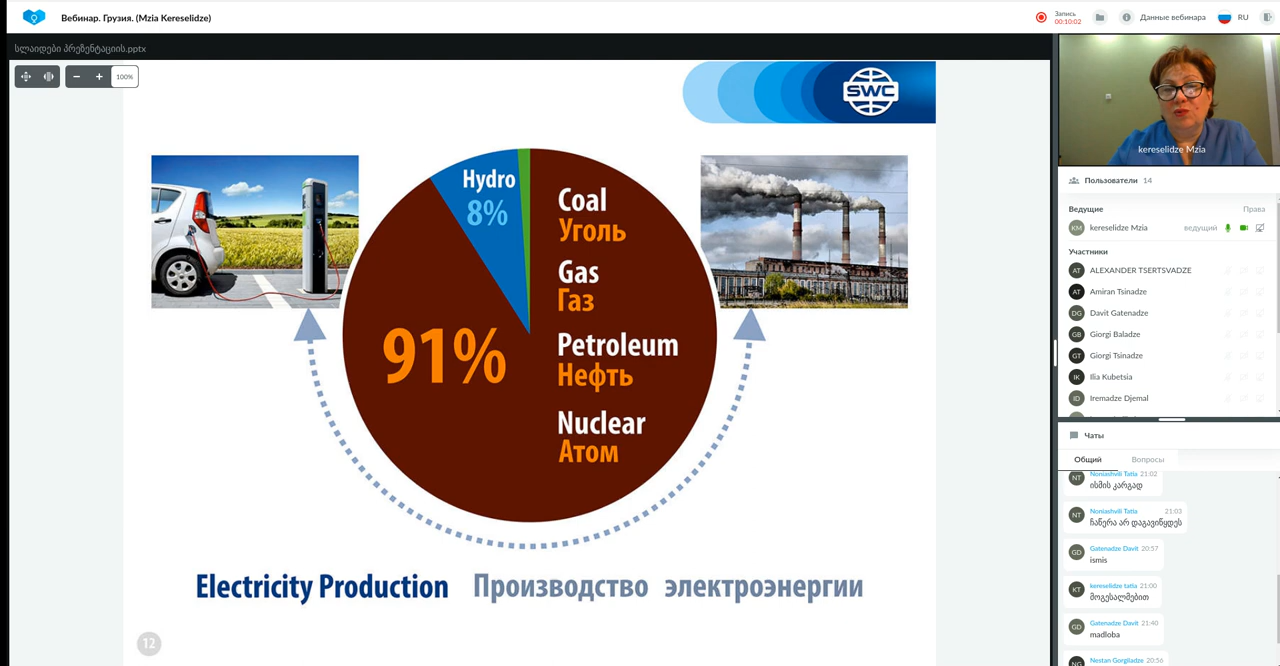 Вебинар. Грузия. (Mzia Kereselidze)
Запись
00:10:02
Данные вебинара
RU
სლაიდები პრეზენტაციის.pptx
100%
SWC
Hydro
8%
91%
Coal
Уголь
Gas
Газ
Petroleum
Нефть
Nuclear
Атом
Electricity Production Производство электроэнергии
12
kereselidze Mzia
Пользователи 14
Ведущие Права
KM kereselidze Mzia ведущий
Участники
AT ALEXANDER TSERTSVADZE
AT Amiran Tsinadze
DG Davit Gatenadze
GB Giorgi Baladze
GT Giorgi Tsinadze
IK Ilia Kubetsia
ID Iremadze Djemal
Чаты
Общий Вопросы
NT Noniashvili Tatia 21:02
ისმის კარგად
NT Noniashvili Tatia 21:03
ჩაწერა არ დაგავიწყდეს
GD Gatenadze Davit 20:57
ismis
KT kereselidze tatia 21:00
მოგესალმებით
GD Gatenadze Davit 21:40
madloba
NG Nestan Gorgiladze 20:56